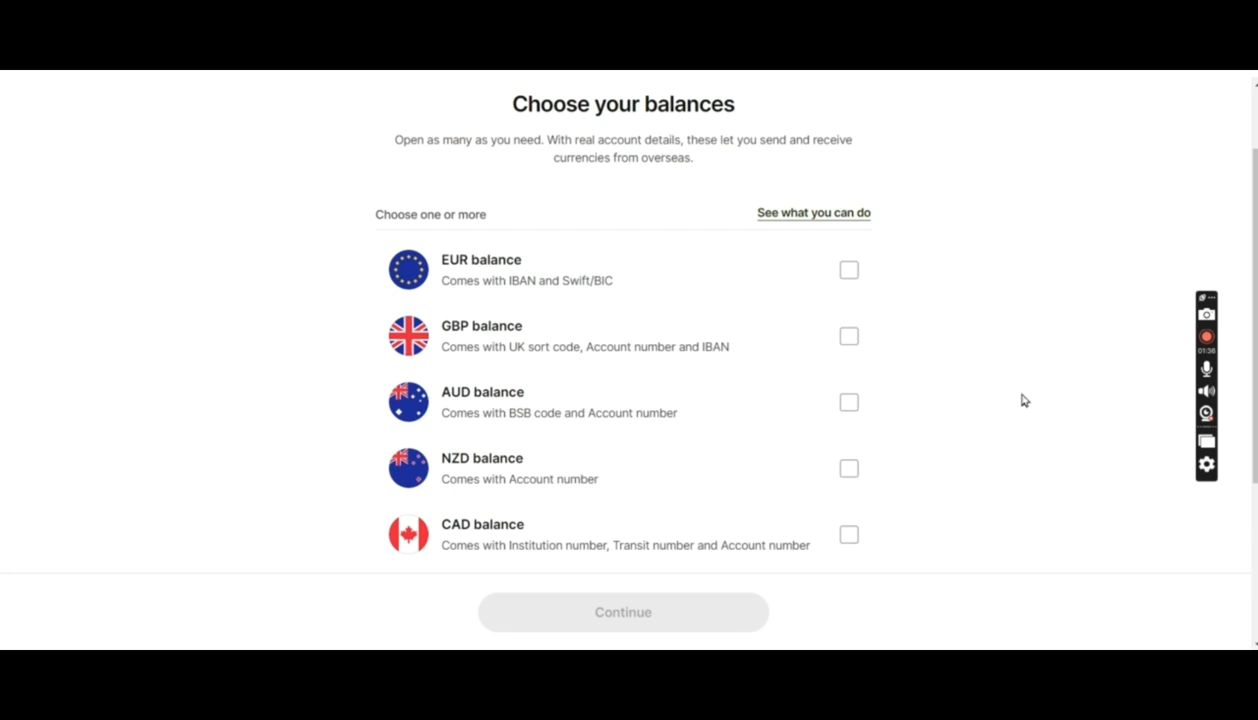 Choose your balances
Open as many as you need. With real account details, these let you send and receive
currencies from overseas.
Choose one or more
See what you can do
EUR balance
Comes with IBAN and Swift/BIC
GBP balance
Comes with UK sort code, Account number and IBAN
AUD balance
Comes with BSB code and Account number
NZD balance
Comes with Account number
CAD balance
Comes with Institution number, Transit number and Account number
Continue
01:36